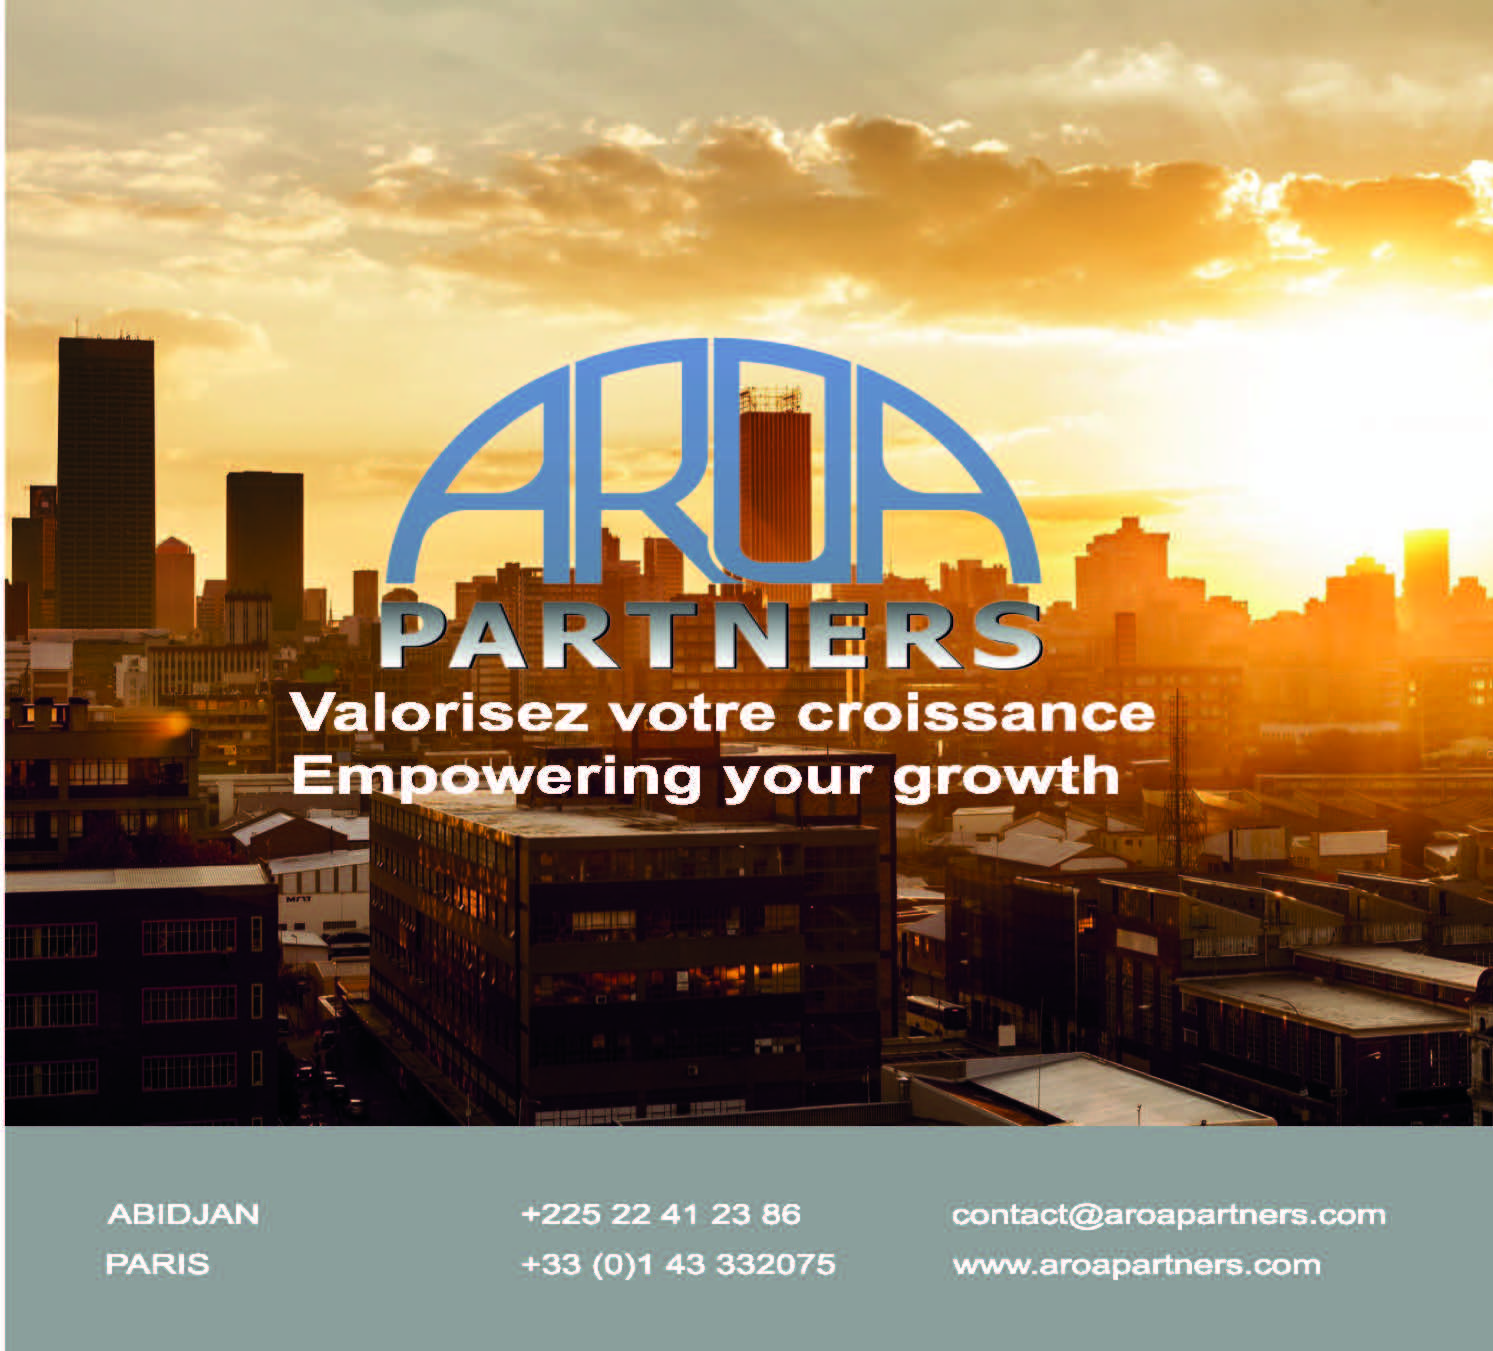 AROA
PARTNERS
Valorisez votre croissance
Empowering your growth
ABIDJAN +225 22 41 23 86 contact@aroapartners.com
PARIS +33 (0)1 43 332075 www.aroapartners.com